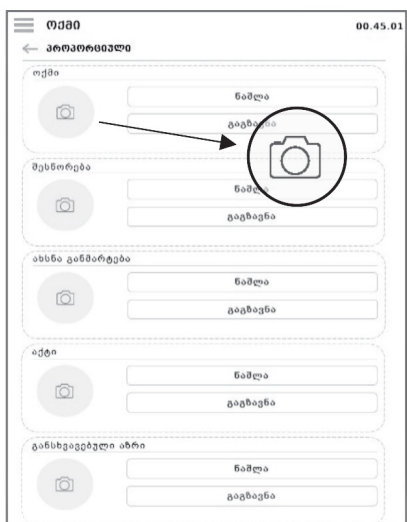 ოქმი 00.45.01
პროპორციული
ოქმი
წაშლა
გაგზავნა
შესწორება
წაშლა
გაგზავნა
ახსნა განმარტება
წაშლა
გაგზავნა
აქტი
წაშლა
გაგზავნა
განსხვავებული აზრი
წაშლა
გაგზავნა